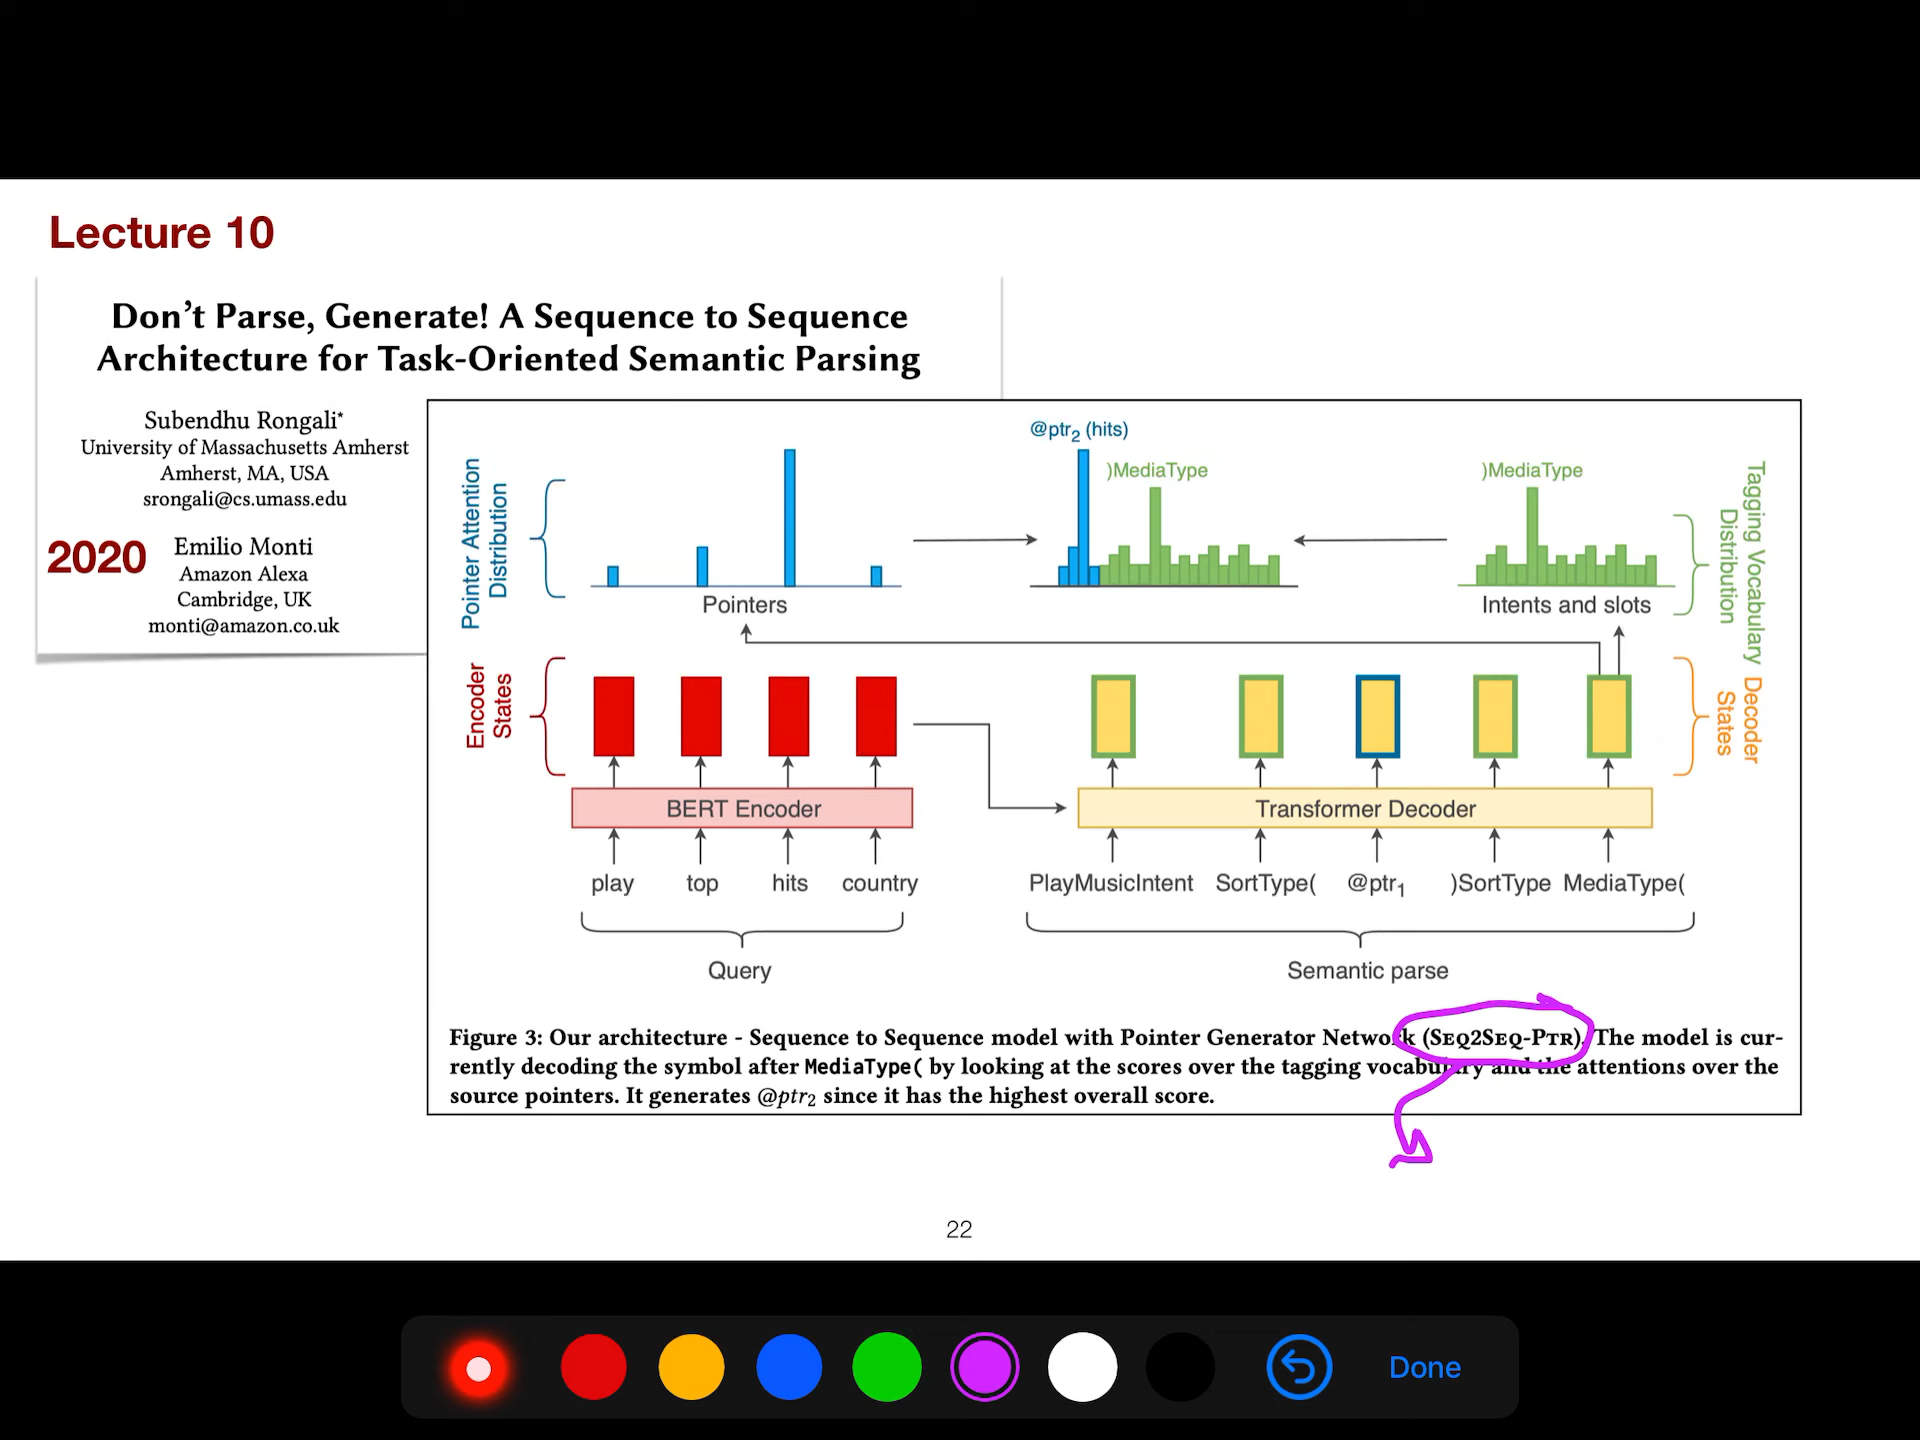 Lecture 10
Don't Parse, Generate! A Sequence to Sequence
Architecture for Task-Oriented Semantic Parsing
Subendhu Rongali*
University of Massachusetts Amherst
Amherst, MA, USA
srongali@cs.umass.edu
2020
Emilio Monti
Amazon Alexa
Cambridge, UK
monti@amazon.co.uk
Pointer Attention
Distribution
@ptr2 (hits)
)MediaType
)MediaType
Tagging Vocabulary
Distribution
Pointers
Intents and slots
Encoder
States
Decoder
States
BERT Encoder
Transformer Decoder
play top hits country
PlayMusicIntent SortType( @ptr1 )SortType MediaType(
Query
Semantic parse
Figure 3: Our architecture - Sequence to Sequence model with Pointer Generator Network (SEQ2SEQ-PTR). The model is cur-
rently decoding the symbol after MediaType( by looking at the scores over the tagging vocabulary and the attentions over the
source pointers. It generates @ptr2 since it has the highest overall score.
22
Done